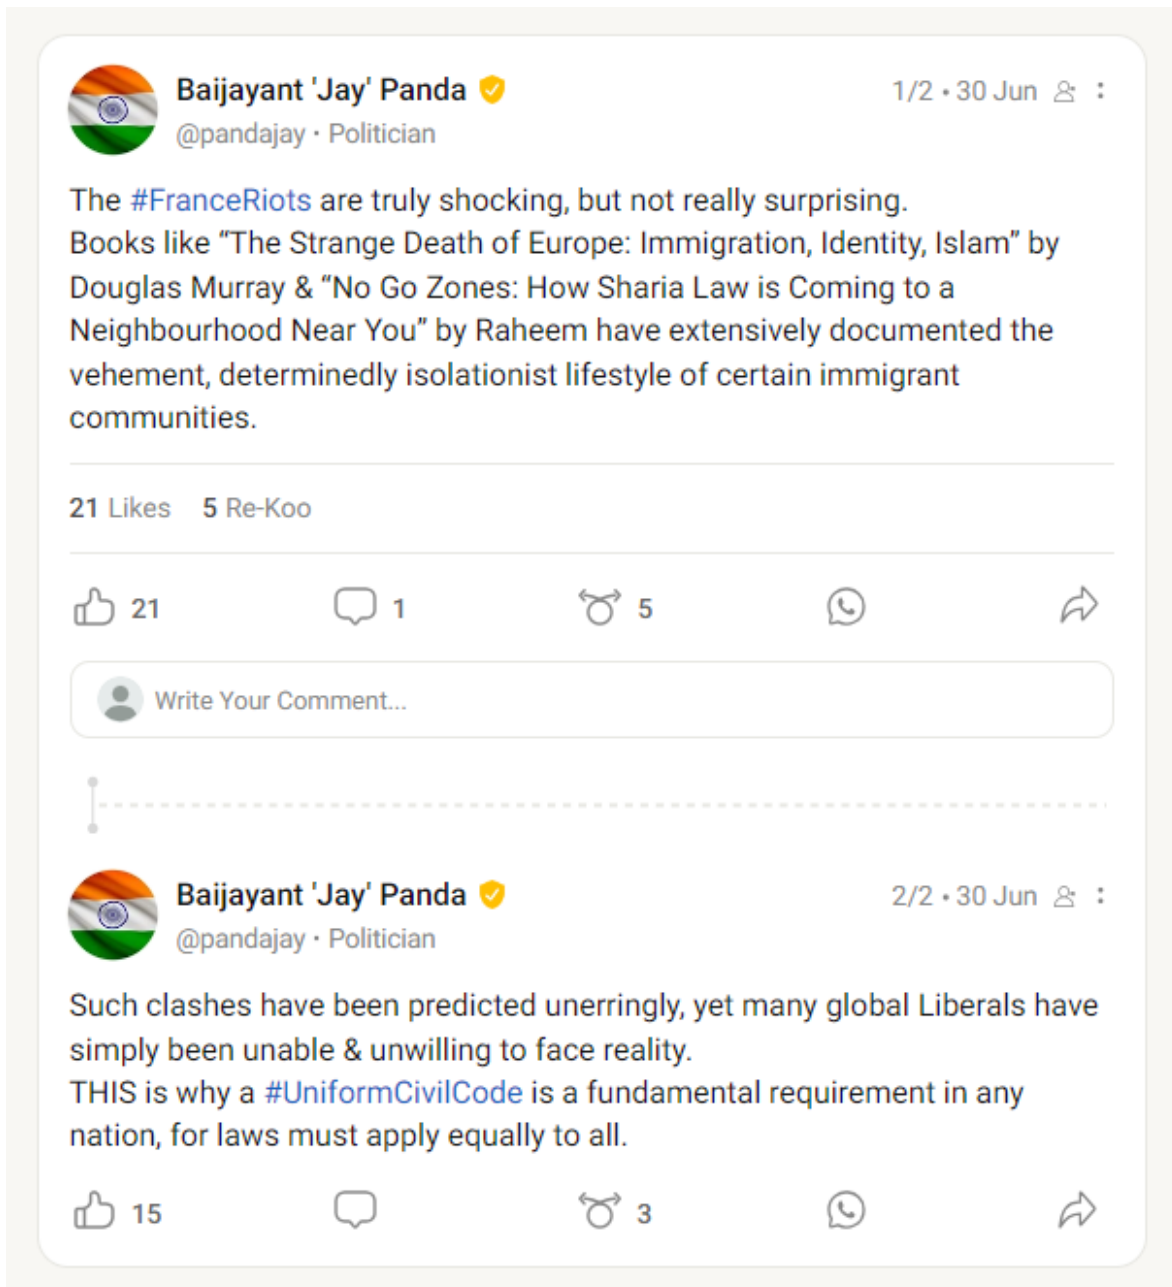 Baijayant 'Jay' Panda
1/2 • 30 Jun
@pandajay • Politician
The #FranceRiots are truly shocking, but not really surprising.
Books like “The Strange Death of Europe: Immigration, Identity, Islam” by
Douglas Murray & “No Go Zones: How Sharia Law is Coming to a
Neighbourhood Near You” by Raheem have extensively documented the
vehement, determinedly isolationist lifestyle of certain immigrant
communities.
21 Likes 5 Re-Koo
21 1 5
Write Your Comment...
Baijayant 'Jay' Panda
2/2 • 30 Jun
@pandajay • Politician
Such clashes have been predicted unerringly, yet many global Liberals have
simply been unable & unwilling to face reality.
THIS is why a #UniformCivilCode is a fundamental requirement in any
nation, for laws must apply equally to all.
15 3